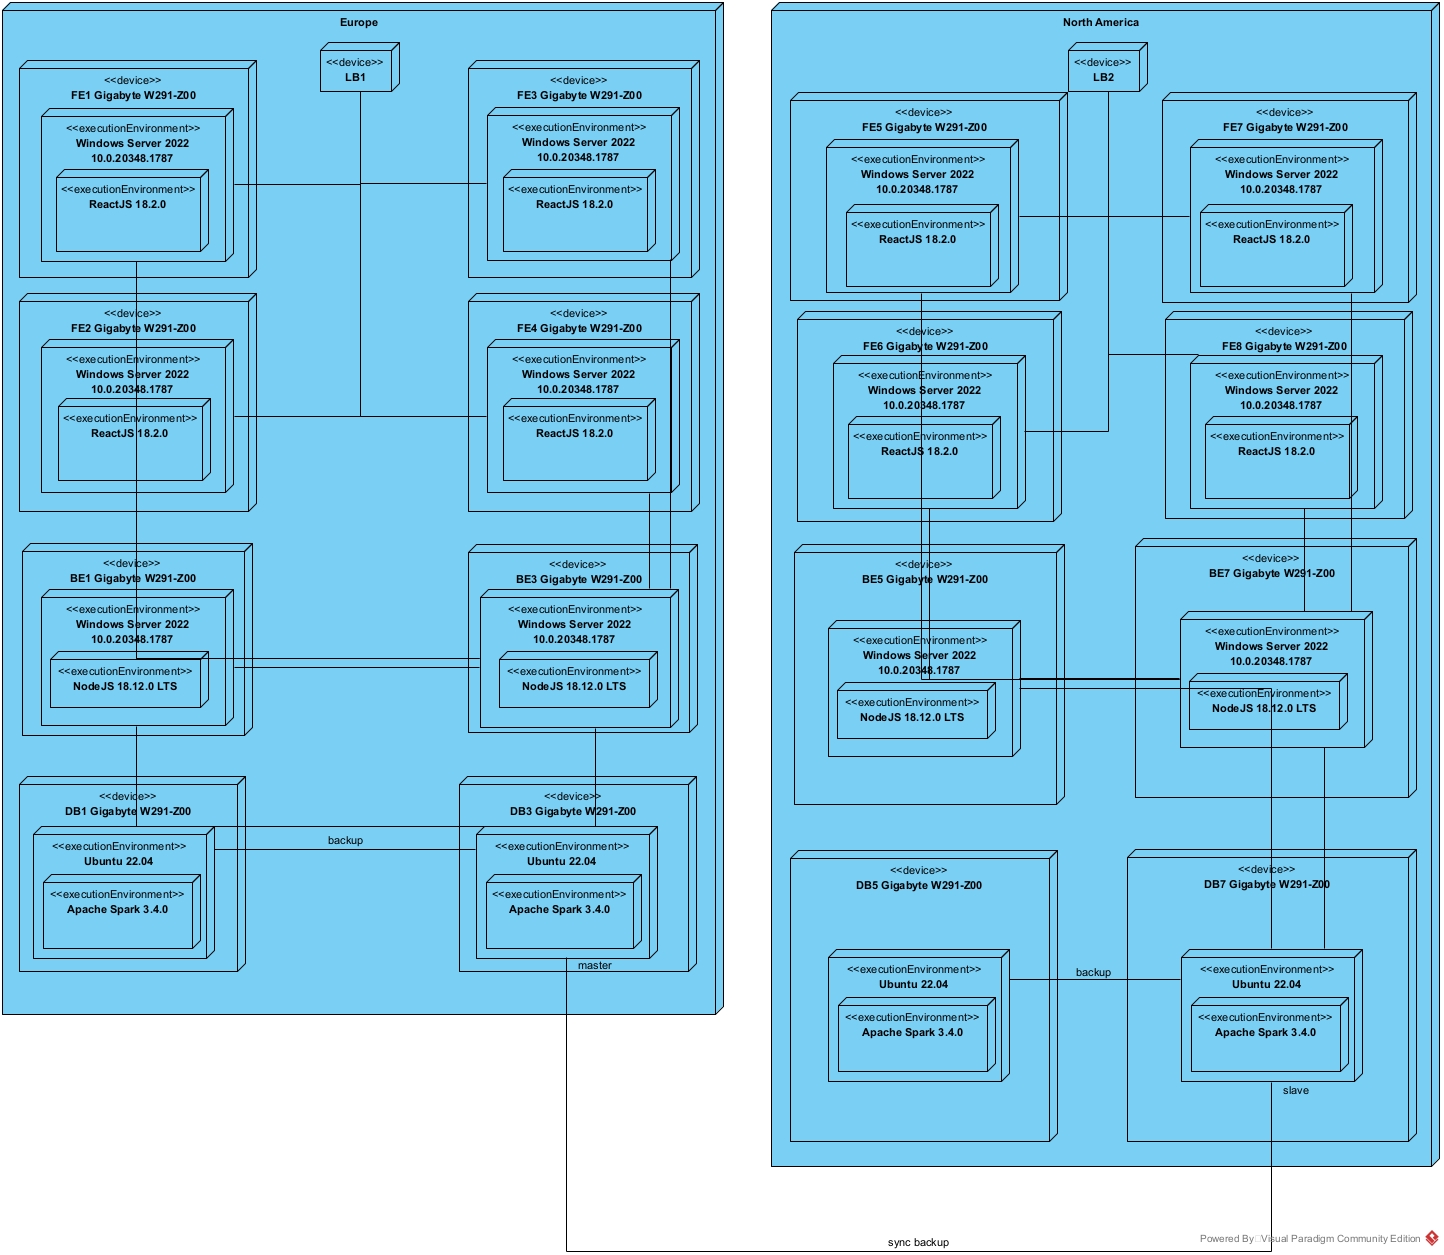 Europe
<<device>>
LB1
<<device>>
FE1 Gigabyte W291-Z00
<<executionEnvironment>>
Windows Server 2022
10.0.20348.1787
<<executionEnvironment>>
ReactJS 18.2.0
<<device>>
FE3 Gigabyte W291-Z00
<<executionEnvironment>>
Windows Server 2022
10.0.20348.1787
<<executionEnvironment>>
ReactJS 18.2.0
<<device>>
FE2 Gigabyte W291-Z00
<<executionEnvironment>>
Windows Server 2022
10.0.20348.1787
<<executionEnvironment>>
ReactJS 18.2.0
<<device>>
FE4 Gigabyte W291-Z00
<<executionEnvironment>>
Windows Server 2022
10.0.20348.1787
<<executionEnvironment>>
ReactJS 18.2.0
<<device>>
BE1 Gigabyte W291-Z00
<<executionEnvironment>>
Windows Server 2022
10.0.20348.1787
<<executionEnvironment>>
NodeJS 18.12.0 LTS
<<device>>
BE3 Gigabyte W291-Z00
<<executionEnvironment>>
Windows Server 2022
10.0.20348.1787
<<executionEnvironment>>
NodeJS 18.12.0 LTS
<<device>>
DB1 Gigabyte W291-Z00
<<executionEnvironment>>
Ubuntu 22.04
<<executionEnvironment>>
Apache Spark 3.4.0
backup
<<device>>
DB3 Gigabyte W291-Z00
<<executionEnvironment>>
Ubuntu 22.04
<<executionEnvironment>>
Apache Spark 3.4.0
master
North America
<<device>>
LB2
<<device>>
FE5 Gigabyte W291-Z00
<<executionEnvironment>>
Windows Server 2022
10.0.20348.1787
<<executionEnvironment>>
ReactJS 18.2.0
<<device>>
FE7 Gigabyte W291-Z00
<<executionEnvironment>>
Windows Server 2022
10.0.20348.1787
<<executionEnvironment>>
ReactJS 18.2.0
<<device>>
FE6 Gigabyte W291-Z00
<<executionEnvironment>>
Windows Server 2022
10.0.20348.1787
<<executionEnvironment>>
ReactJS 18.2.0
<<device>>
FE8 Gigabyte W291-Z00
<<executionEnvironment>>
Windows Server 2022
10.0.20348.1787
<<executionEnvironment>>
ReactJS 18.2.0
<<device>>
BE5 Gigabyte W291-Z00
<<executionEnvironment>>
Windows Server 2022
10.0.20348.1787
<<executionEnvironment>>
NodeJS 18.12.0 LTS
<<device>>
BE7 Gigabyte W291-Z00
<<executionEnvironment>>
Windows Server 2022
10.0.20348.1787
<<executionEnvironment>>
NodeJS 18.12.0 LTS
<<device>>
DB5 Gigabyte W291-Z00
<<executionEnvironment>>
Ubuntu 22.04
<<executionEnvironment>>
Apache Spark 3.4.0
backup
<<device>>
DB7 Gigabyte W291-Z00
<<executionEnvironment>>
Ubuntu 22.04
<<executionEnvironment>>
Apache Spark 3.4.0
slave
sync backup
Powered By Visual Paradigm Community Edition